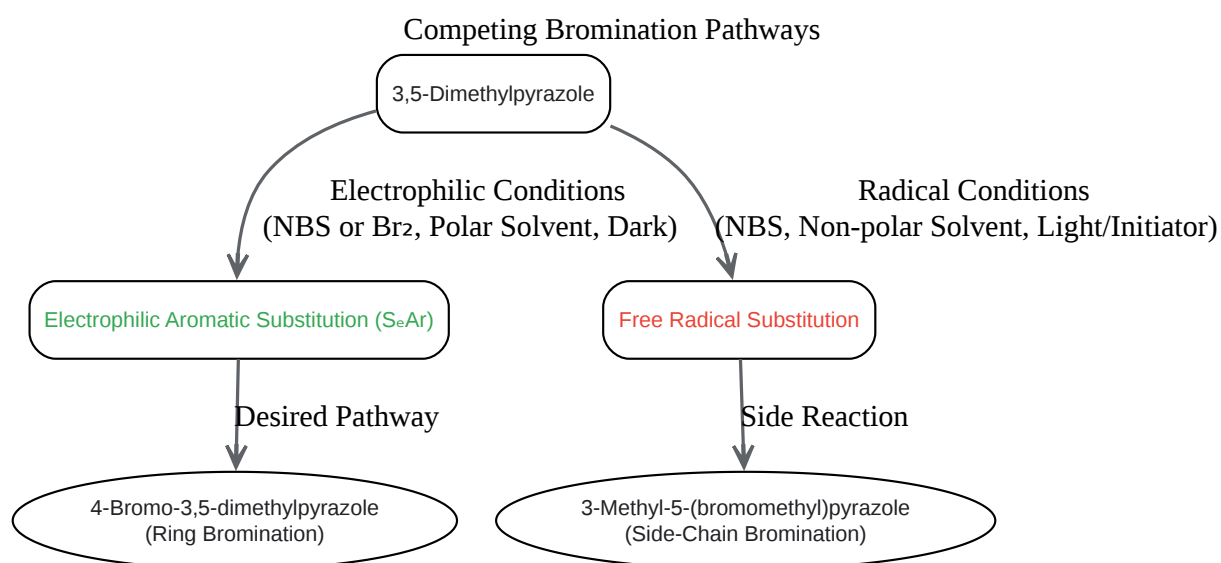 Competing Bromination Pathways
3,5-Dimethylpyrazole
Electrophilic Conditions
(NBS or Br₂, Polar Solvent, Dark)
Radical Conditions
(NBS, Non-polar Solvent, Light/Initiator)
Electrophilic Aromatic Substitution (SₑAr)
Free Radical Substitution
Desired Pathway
Side Reaction
4-Bromo-3,5-dimethylpyrazole
(Ring Bromination)
3-Methyl-5-(bromomethyl)pyrazole
(Side-Chain Bromination)